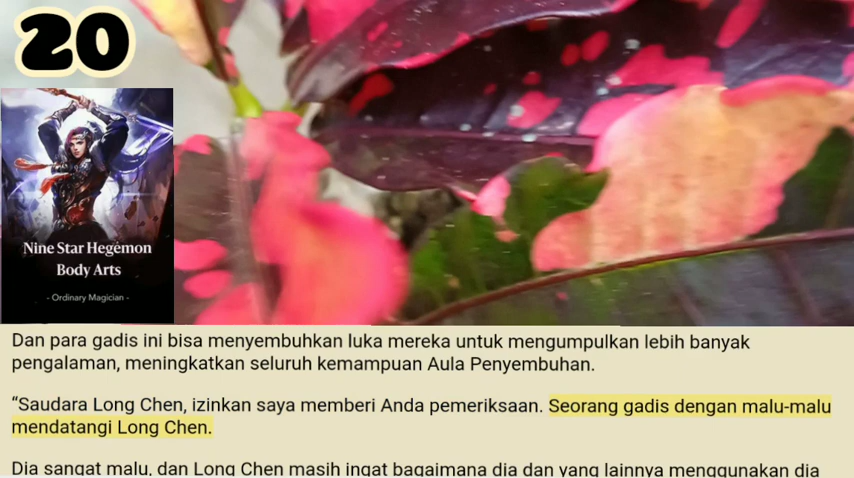 20
Nine Star Hegemon
Body Arts
- Ordinary Magician -
Dan para gadis ini bisa menyembuhkan luka mereka untuk mengumpulkan lebih banyak
pengalaman, meningkatkan seluruh kemampuan Aula Penyembuhan.
“Saudara Long Chen, izinkan saya memberi Anda pemeriksaan. Seorang gadis dengan malu-malu
mendatangi Long Chen.
Dia sangat malu, dan Long Chen masih ingat bagaimana dia dan yang lainnya menggunakan dia